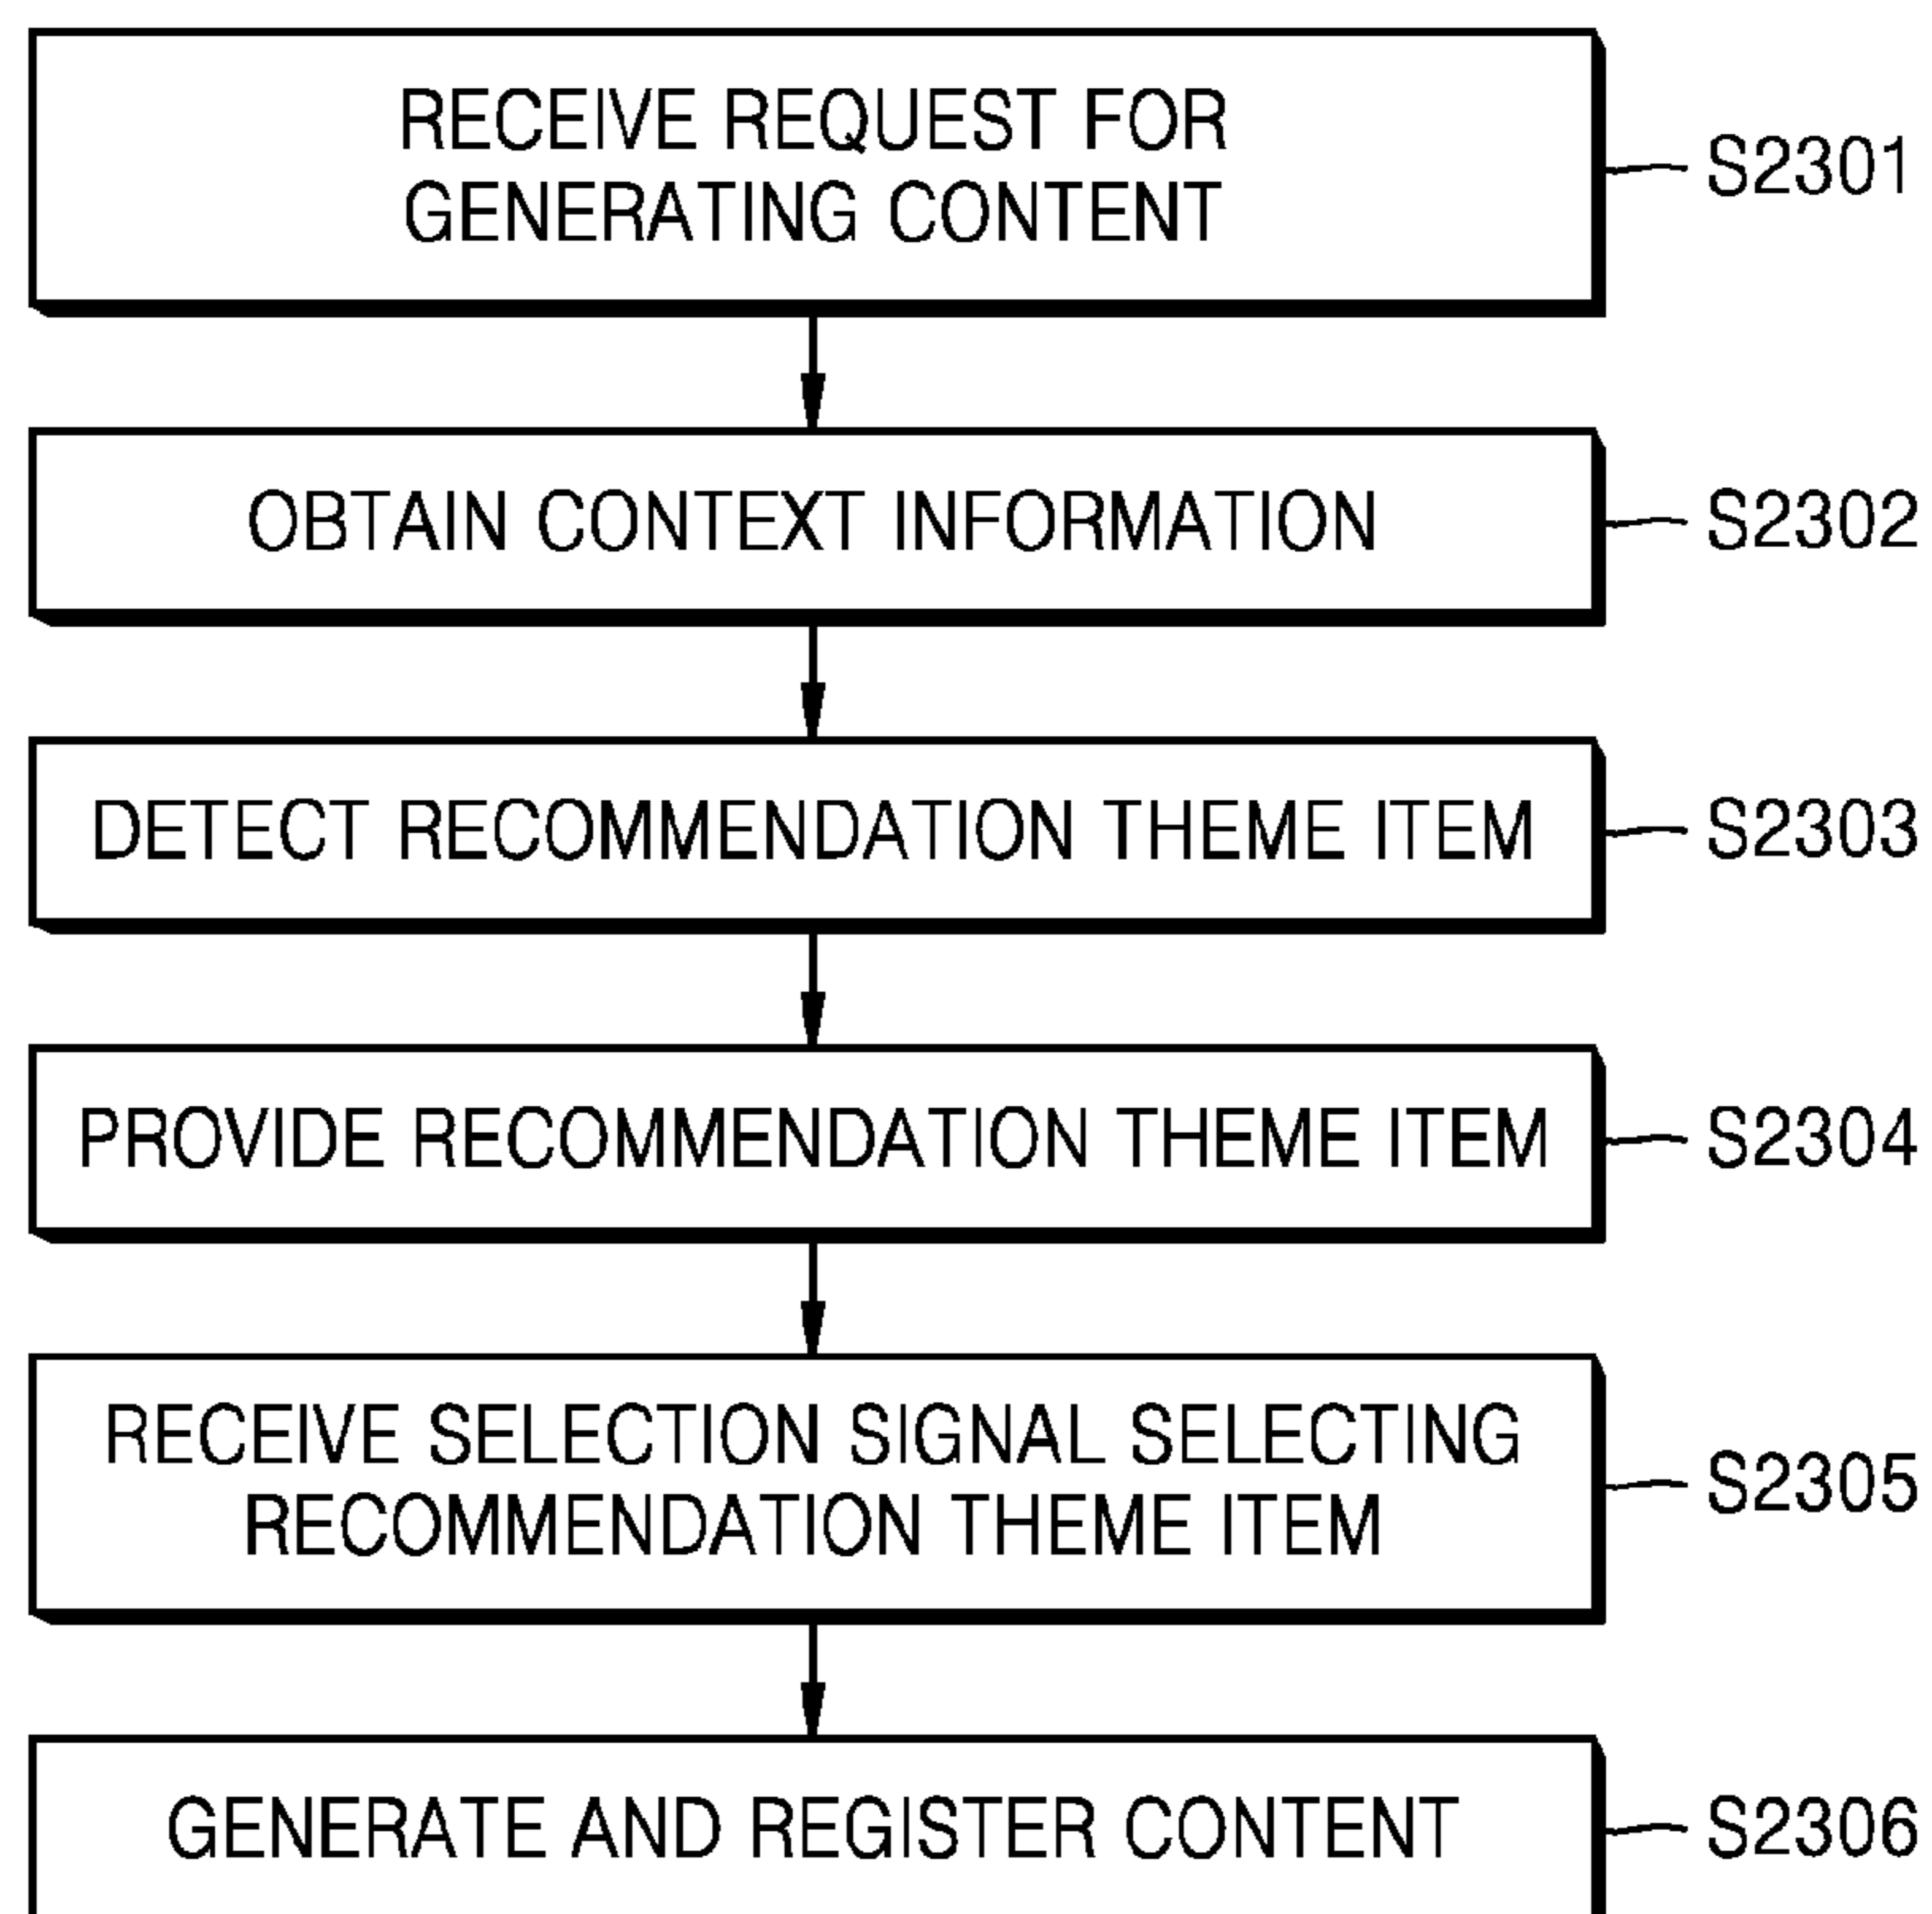 RECEIVE REQUEST FOR
GENERATING CONTENT
S2301
OBTAIN CONTEXT INFORMATION
S2302
DETECT RECOMMENDATION THEME ITEM
S2303
PROVIDE RECOMMENDATION THEME ITEM
S2304
RECEIVE SELECTION SIGNAL SELECTING
RECOMMENDATION THEME ITEM
S2305
GENERATE AND REGISTER CONTENT
S2306